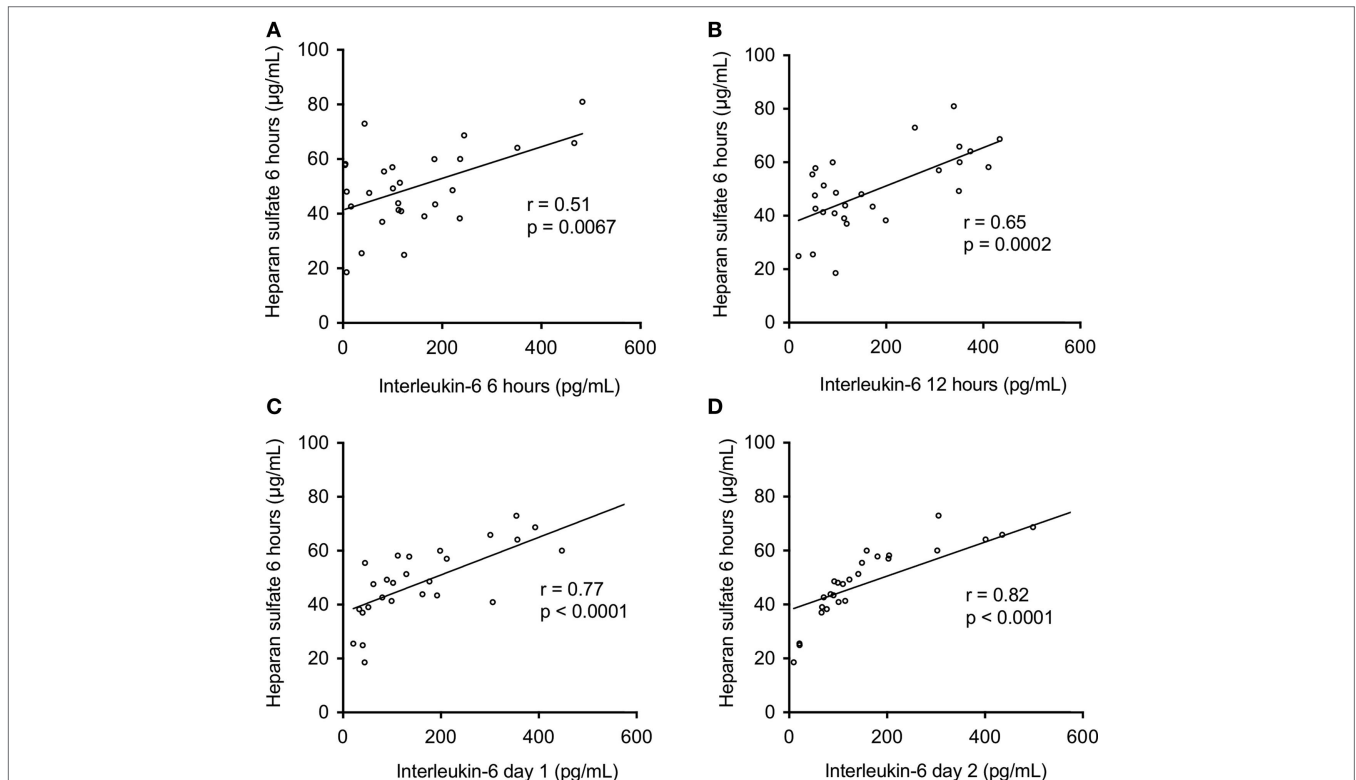 A
Heparan sulfate 6 hours (µg/mL)
100
80
60
40
20
0
r = 0.51
p = 0.0067
0 200 400 600
Interleukin-6 6 hours (pg/mL)
B
Heparan sulfate 6 hours (µg/mL)
100
80
60
40
20
0
r = 0.65
p = 0.0002
0 200 400 600
Interleukin-6 12 hours (pg/mL)
C
Heparan sulfate 6 hours (µg/mL)
100
80
60
40
20
0
r = 0.77
p < 0.0001
0 200 400 600
Interleukin-6 day 1 (pg/mL)
D
Heparan sulfate 6 hours (µg/mL)
100
80
60
40
20
0
r = 0.82
p < 0.0001
0 200 400 600
Interleukin-6 day 2 (pg/mL)